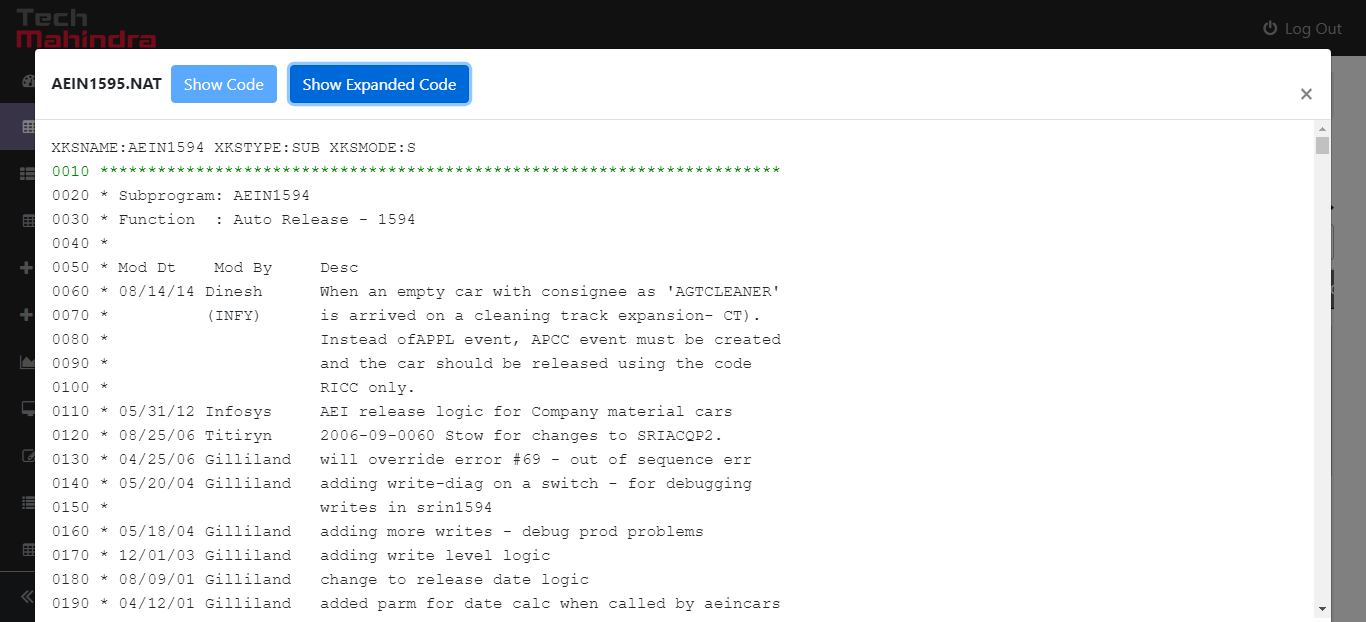 Tech
Mahindra
Log Out
AEIN1595.NAT Show Code Show Expanded Code ×
XKSNAME:AEIN1594 XKSTYPE:SUB XKSMODE:S
0010 ***********************************************************************
0020 * Subprogram: AEIN1594
0030 * Function  : Auto Release - 1594
0040 *
0050 * Mod Dt    Mod By     Desc
0060 * 08/14/14 Dinesh      When an empty car with consignee as 'AGTCLEANER'
0070 *          (INFY)      is arrived on a cleaning track expansion- CT).
0080 *                      Instead ofAPPL event, APCC event must be created
0090 *                      and the car should be released using the code
0100 *                      RICC only.
0110 * 05/31/12 Infosys     AEI release logic for Company material cars
0120 * 08/25/06 Titiryn     2006-09-0060 Stow for changes to SRIACQP2.
0130 * 04/25/06 Gilliland   will override error #69 - out of sequence err
0140 * 05/20/04 Gilliland   adding write-diag on a switch - for debugging
0150 *                      writes in srin1594
0160 * 05/18/04 Gilliland   adding more writes - debug prod problems
0170 * 12/01/03 Gilliland   adding write level logic
0180 * 08/09/01 Gilliland   change to release date logic
0190 * 04/12/01 Gilliland   added parm for date calc when called by aeincars